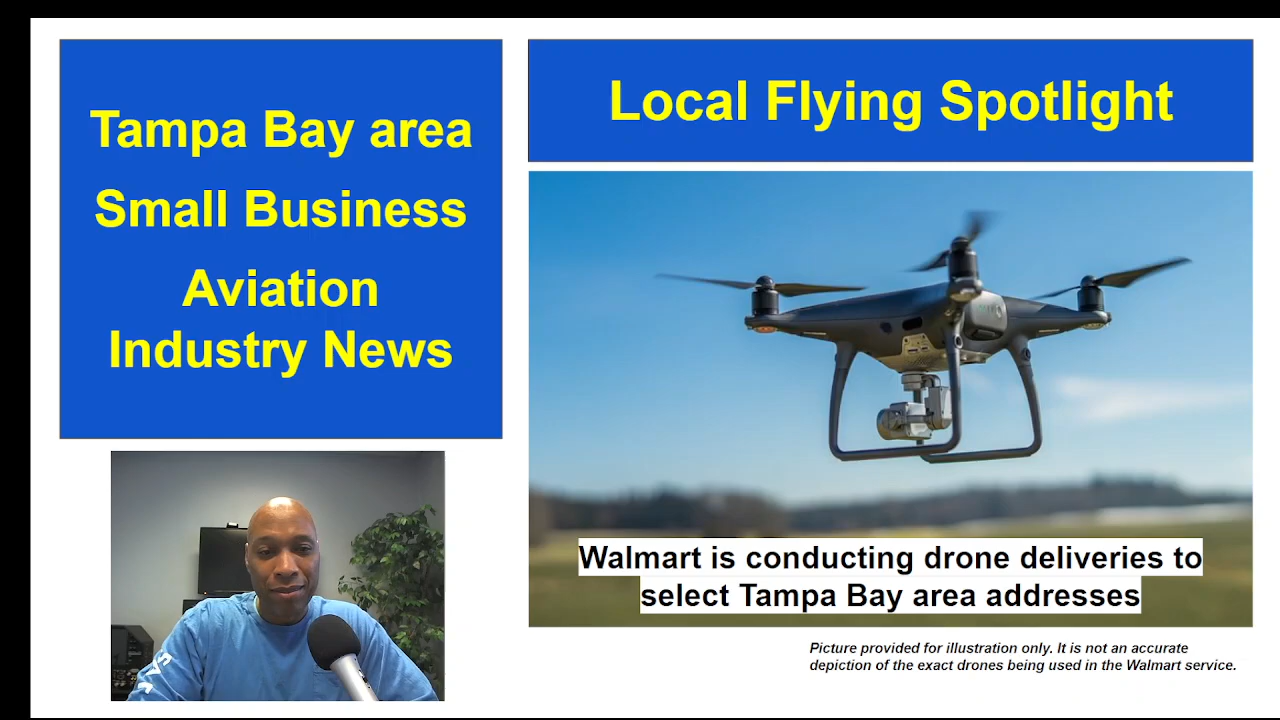 Tampa Bay area
Small Business
Aviation
Industry News
Local Flying Spotlight
Walmart is conducting drone deliveries to
select Tampa Bay area addresses
Picture provided for illustration only. It is not an accurate
depiction of the exact drones being used in the Walmart service.